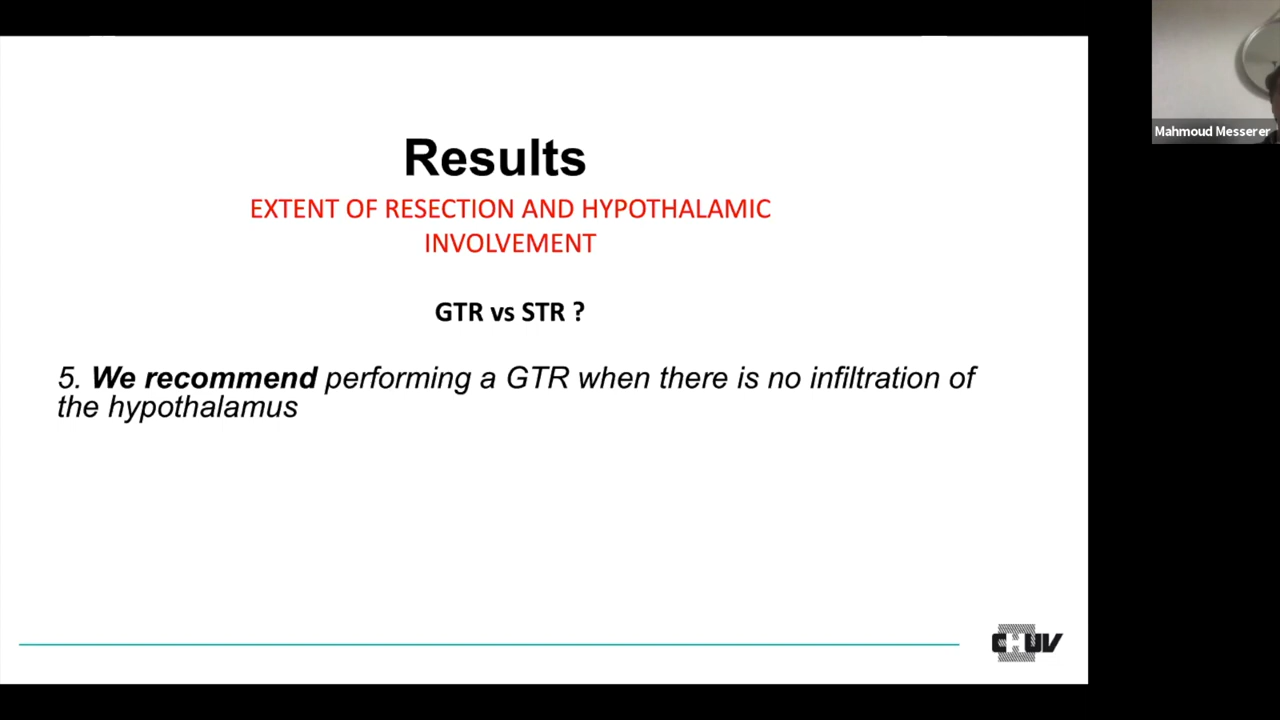 Results
EXTENT OF RESECTION AND HYPOTHALAMIC
INVOLVEMENT
GTR vs STR ?
5. We recommend performing a GTR when there is no infiltration of
the hypothalamus
CHUV
Mahmoud Messerer